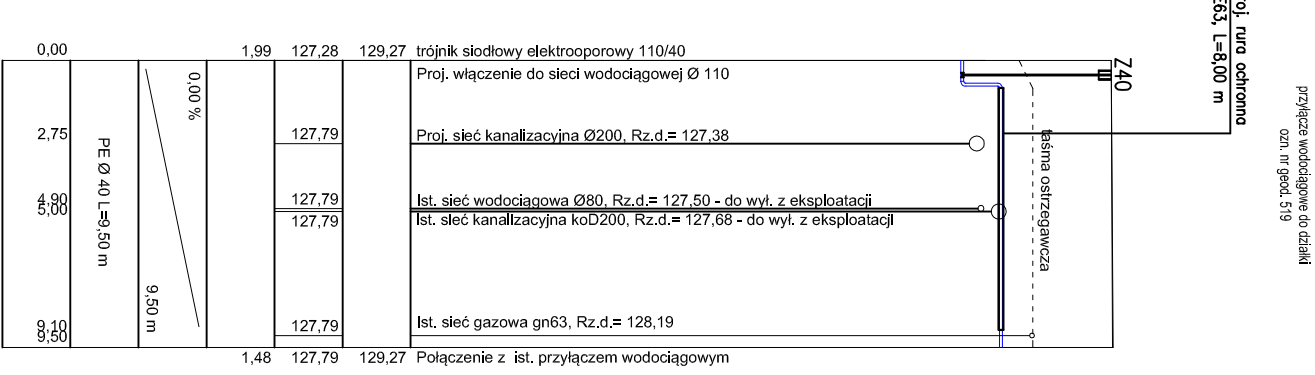 0,00
1,99 127,28 129,27 trójnik siodłowy elektrooporowy 110/40
Proj. włączenie do sieci wodociągowej Ø 110
2,75
127,79 Proj. sieć kanalizacyjna Ø200, Rz.d.= 127,38
4,90
127,79 Ist. sieć wodociągowa Ø80, Rz.d.= 127,50 - do wył. z eksploatacji
5,00
127,79 Ist. sieć kanalizacyjna koD200, Rz.d.= 127,68 - do wył. z eksploatacji
9,10
127,79 Ist. sieć gazowa gn63, Rz.d.= 128,19
9,50
1,48 127,79 129,27 Połączenie z ist. przyłączem wodociągowym
PE Ø 40 L=9,50 m
0,00 %
9,50 m
taśma ostrzegawcza
Z40
roj. rura ochronna
63, L=8,00 m
przyłącze wodociągowe do działki
ozn. nr geod. 519